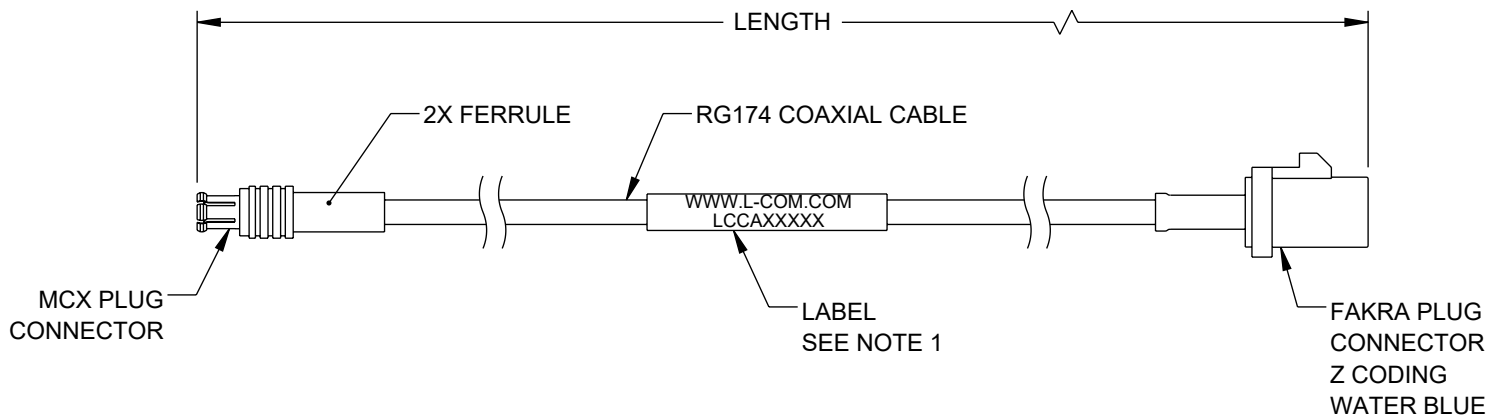 LENGTH
2X FERRULE
RG174 COAXIAL CABLE
WWW.L-COM.COM
LCCAXXXXX
MCX PLUG
CONNECTOR
LABEL
SEE NOTE 1
FAKRA PLUG
CONNECTOR
Z CODING
WATER BLUE